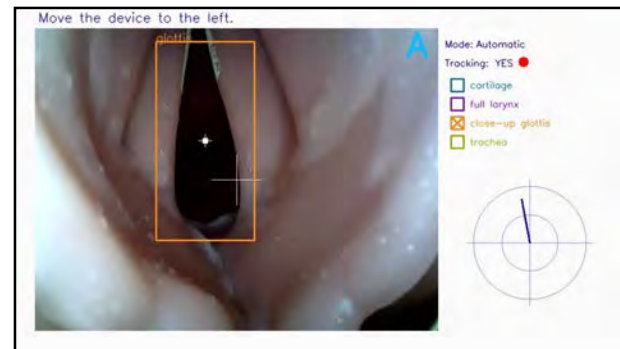 Move the device to the left.
glottis
A
Mode: Automatic
Tracking: YES
cartilage
full larynx
close-up glottis
trachea